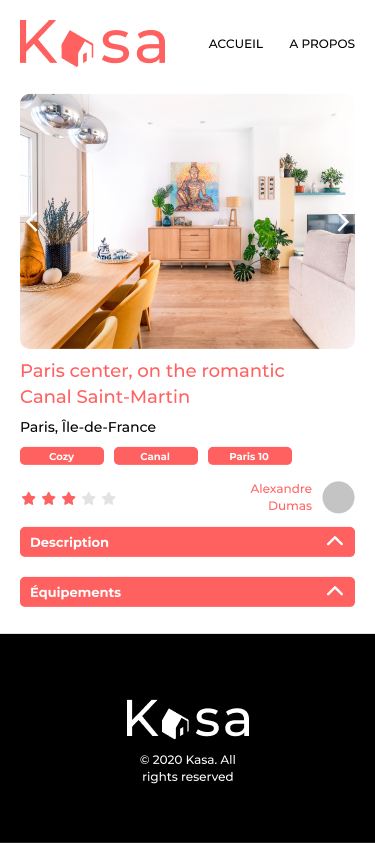 Kasa
ACCUEIL
A PROPOS
Paris center, on the romantic
Canal Saint-Martin
Paris, Île-de-France
Cozy
Canal
Paris 10
Alexandre
Dumas
Description
Équipements
Kasa
© 2020 Kasa. All
rights reserved